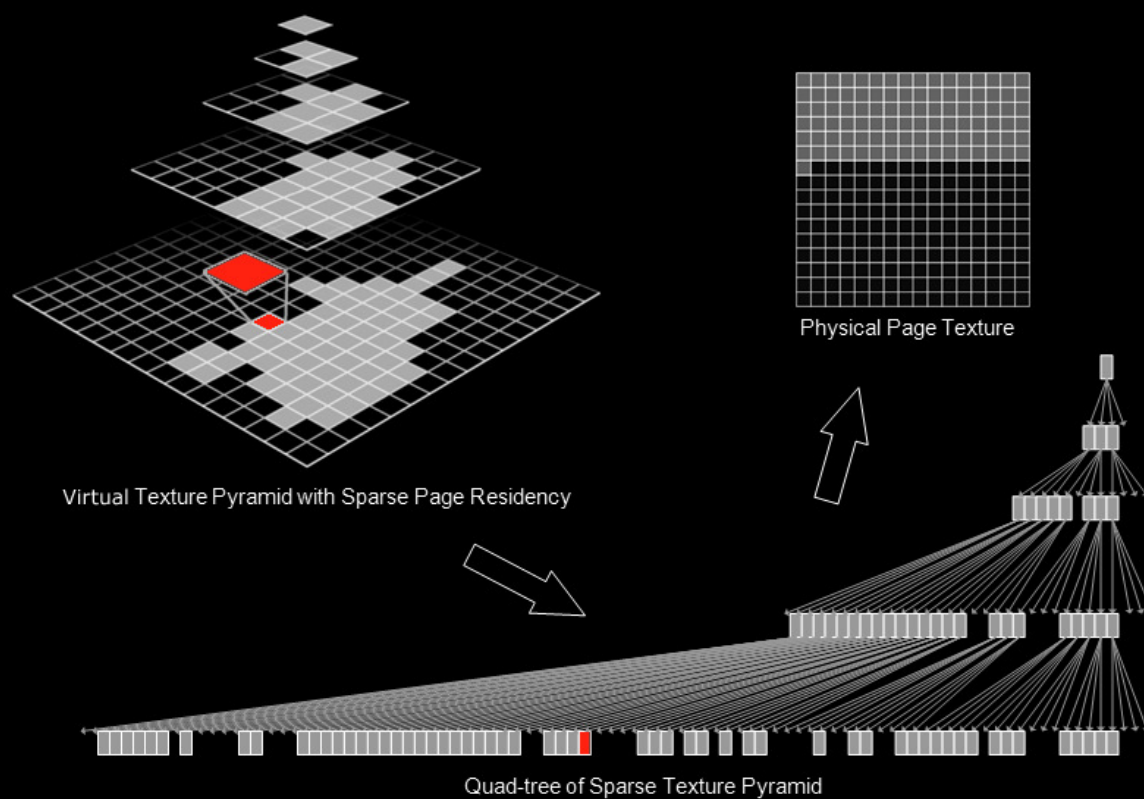 Physical Page Texture
Virtual Texture Pyramid with Sparse Page Residency
Quad-tree of Sparse Texture Pyramid